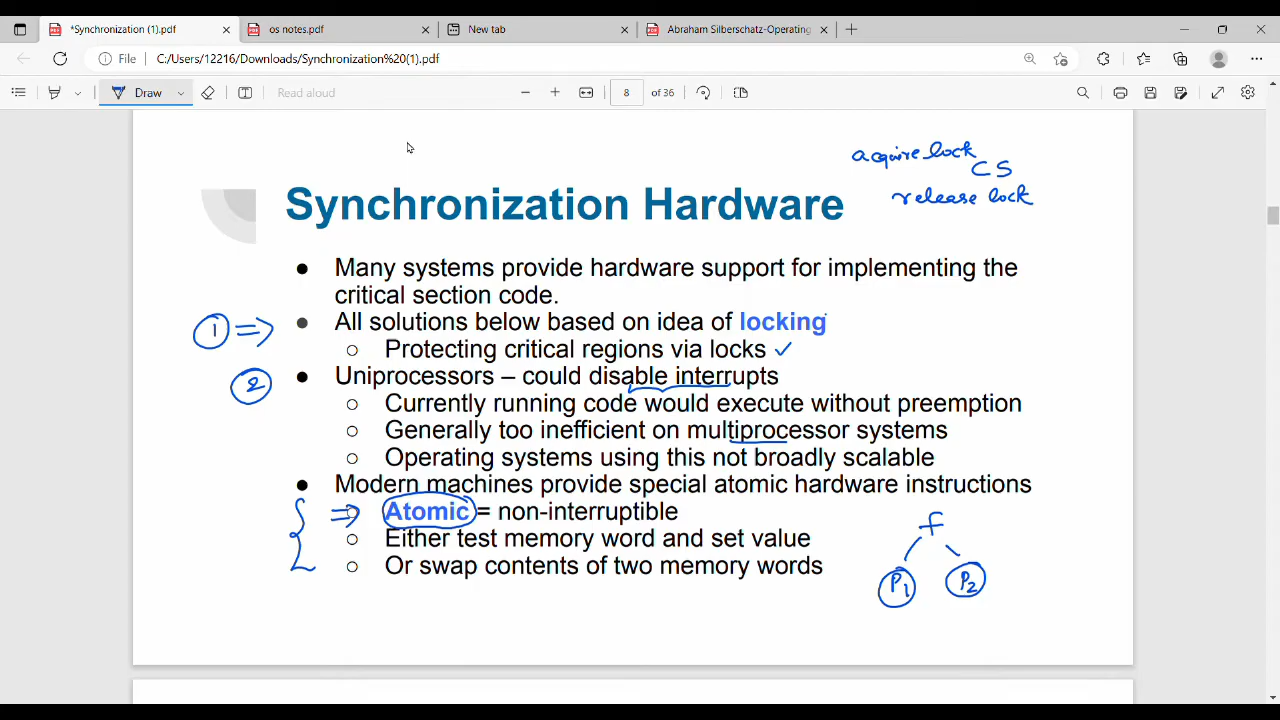 *Synchronization (1).pdf
os notes.pdf
New tab
Abraham Silberschatz-Operating
File
C:/Users/12216/Downloads/Synchronization%20(1).pdf
Draw
Read aloud
8
of 36
acquire lock
CS
release lock
Synchronization Hardware
● Many systems provide hardware support for implementing the
critical section code.
① ⇒ ● All solutions below based on idea of locking
○ Protecting critical regions via locks ✓
② ● Uniprocessors – could disable interrupts
○ Currently running code would execute without preemption
○ Generally too inefficient on multiprocessor systems
○ Operating systems using this not broadly scalable
● Modern machines provide special atomic hardware instructions
⇒ ○ Atomic = non-interruptible
○ Either test memory word and set value
○ Or swap contents of two memory words
f
P1 P2